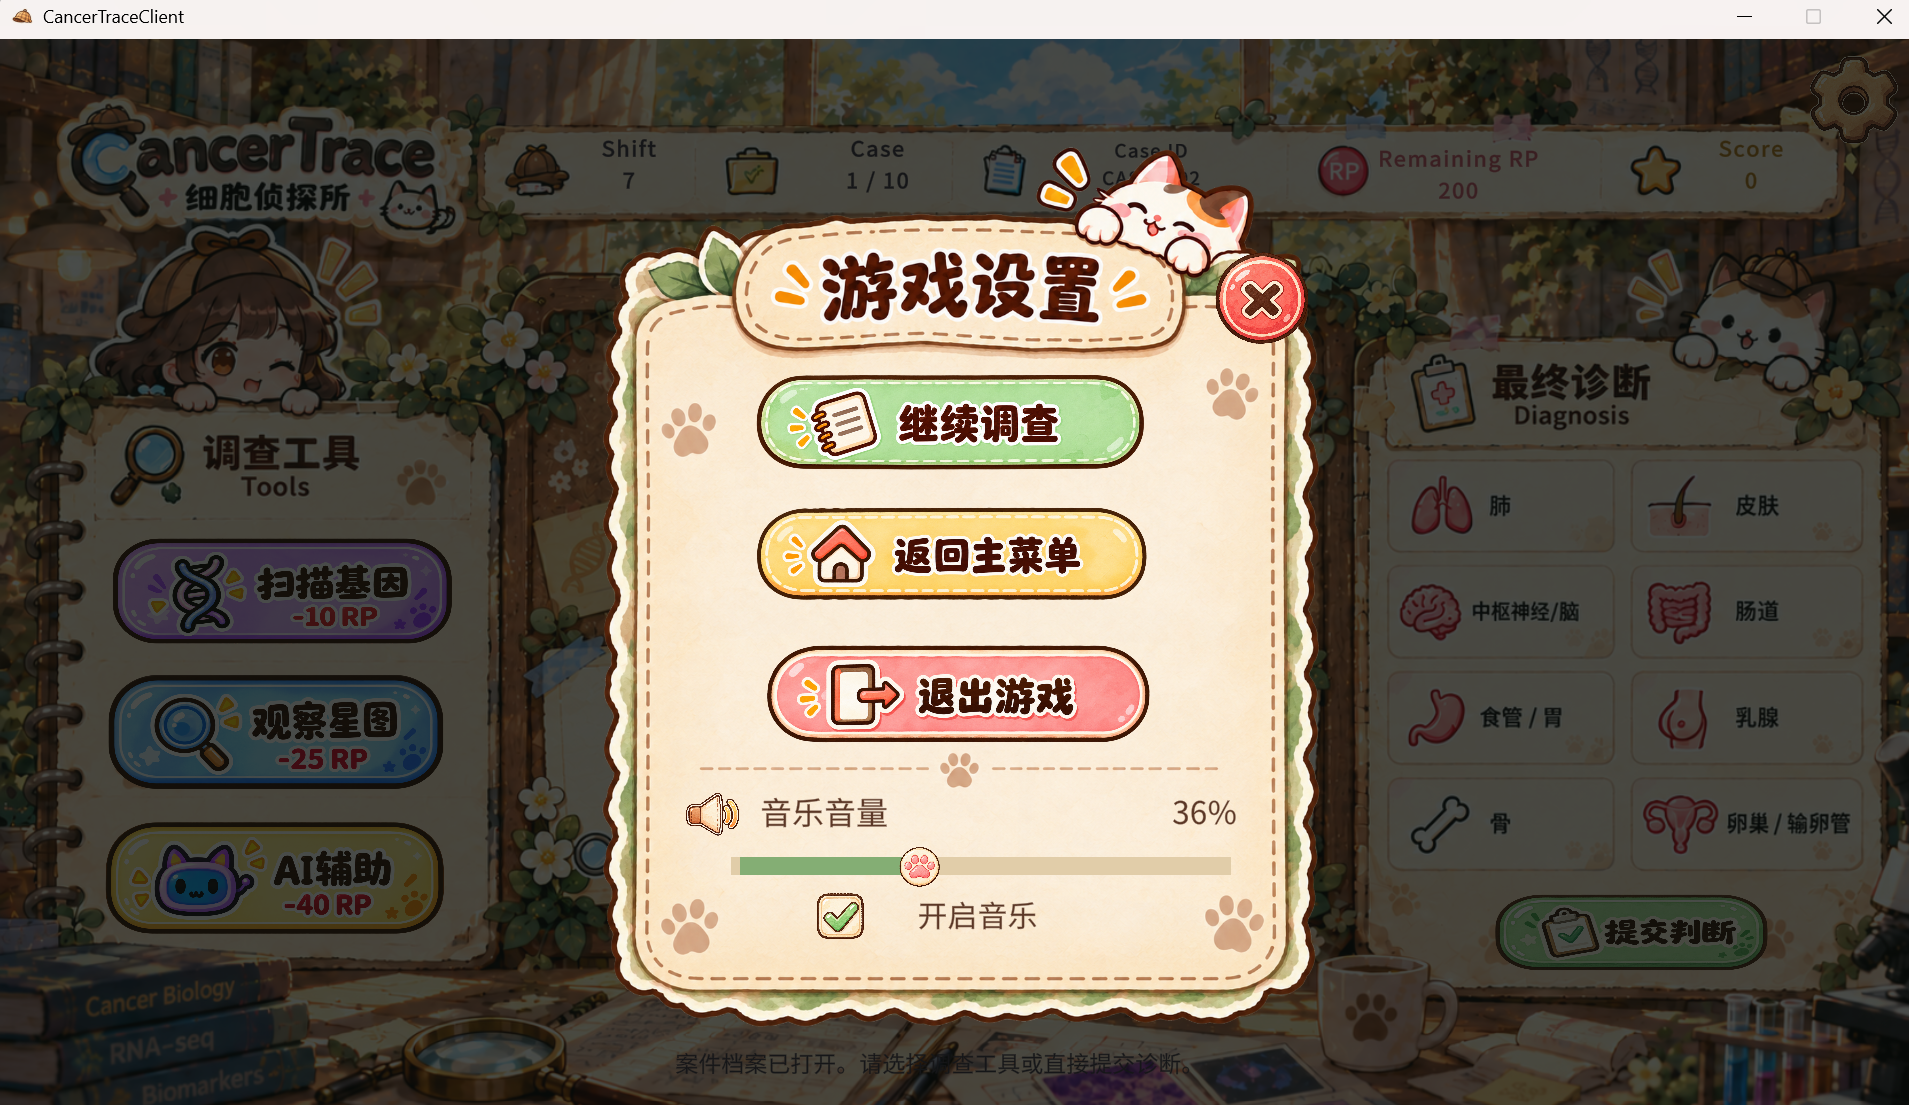 CancerTraceClient
CancerTrace
细胞侦探所
Shift
7
Case
1 / 10
Case ID
Remaining RP
200
Score
0
RP
游戏设置
继续调查
返回主菜单
退出游戏
音乐音量
36%
开启音乐
调查工具
Tools
扫描基因
-10 RP
观察星图
-25 RP
AI辅助
-40 RP
最终诊断
Diagnosis
肺
皮肤
中枢神经/脑
肠道
食管 / 胃
乳腺
骨
卵巢 / 输卵管
提交判断
Cancer Biology
RNA-seq
Biomarkers
案件档案已打开。请选择调查工具或直接提交诊断。